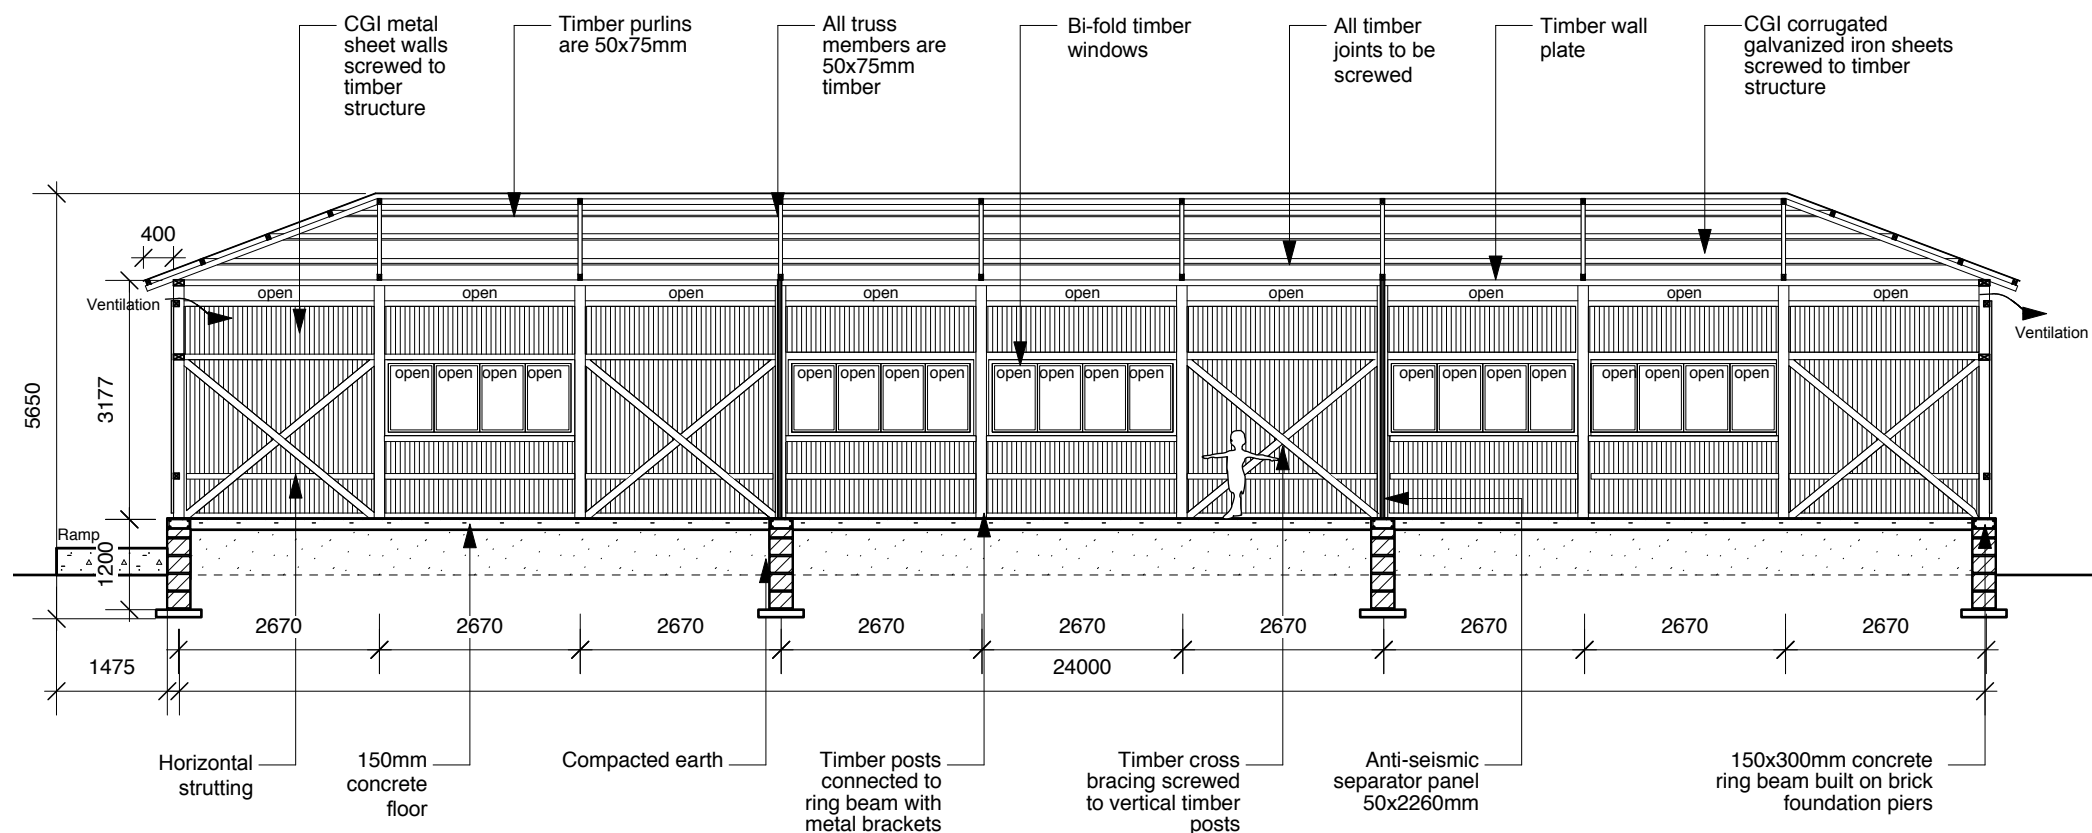 CGI metal
sheet walls
screwed to
timber
structure
Timber purlins
are 50x75mm
All truss
members are
50x75mm
timber
Bi-fold timber
windows
All timber
joints to be
screwed
Timber wall
plate
CGI corrugated
galvanized iron sheets
screwed to timber
structure
400
Ventilation
open open open open open open open open open
Ventilation
open open open open
open open open open
open open open open
open open open open
open open open open
5650
3177
1200
Ramp
2670 2670 2670 2670 2670 2670 2670 2670 2670
1475 24000
Horizontal
strutting
150mm
concrete
floor
Compacted earth
Timber posts
connected to
ring beam with
metal brackets
Timber cross
bracing screwed
to vertical timber
posts
Anti-seismic
separator panel
50x2260mm
150x300mm concrete
ring beam built on brick
foundation piers